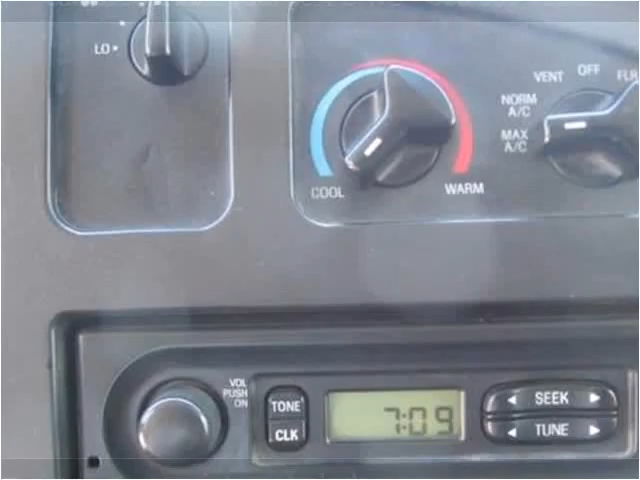 LO
VENT OFF FLR
NORM
A/C
MAX
A/C
COOL WARM
VOL
PUSH
ON
TONE
CLK
7:09
SEEK
TUNE